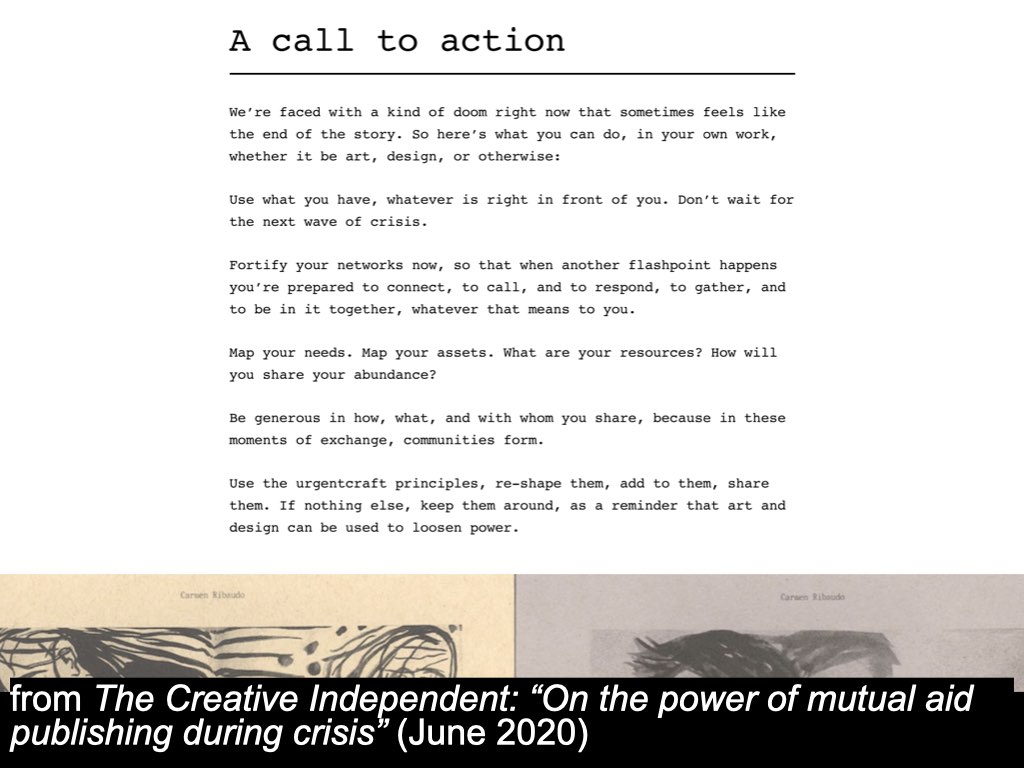 A call to action
We’re faced with a kind of doom right now that sometimes feels like
the end of the story. So here’s what you can do, in your own work,
whether it be art, design, or otherwise:
Use what you have, whatever is right in front of you. Don’t wait for
the next wave of crisis.
Fortify your networks now, so that when another flashpoint happens
you’re prepared to connect, to call, and to respond, to gather, and
to be in it together, whatever that means to you.
Map your needs. Map your assets. What are your resources? How will
you share your abundance?
Be generous in how, what, and with whom you share, because in these
moments of exchange, communities form.
Use the urgentcraft principles, re-shape them, add to them, share
them. If nothing else, keep them around, as a reminder that art and
design can be used to loosen power.
Carmen Ribaudo
Carmen Ribaudo
from The Creative Independent: “On the power of mutual aid
publishing during crisis” (June 2020)